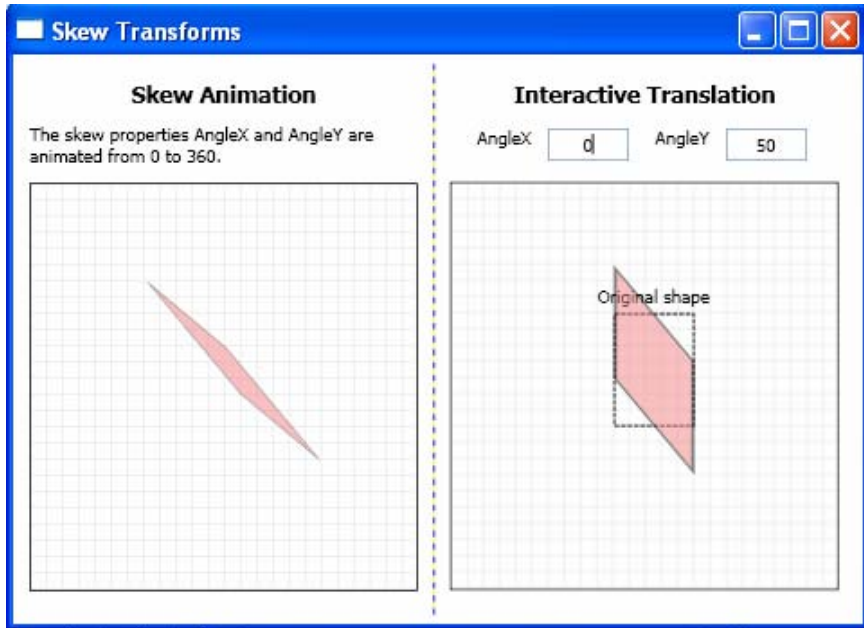 Skew Transforms
Skew Animation
The skew properties AngleX and AngleY are
animated from 0 to 360.
Interactive Translation
AngleX 0 AngleY 50
Original shape